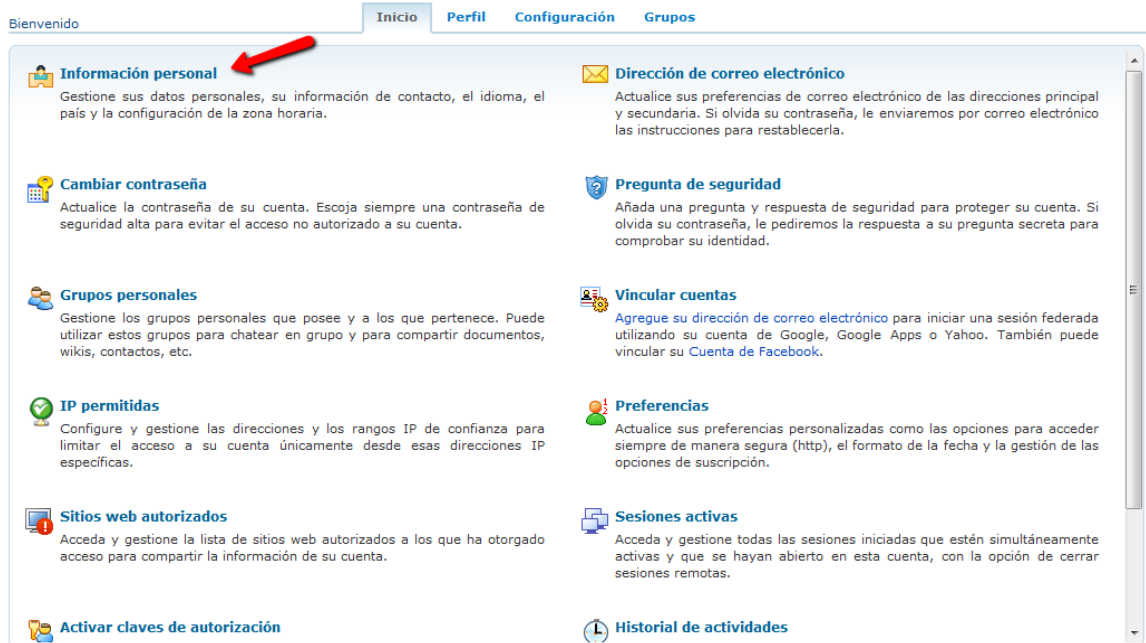 Bienvenido
Inicio Perfil Configuración Grupos
Información personal
Gestione sus datos personales, su información de contacto, el idioma, el
país y la configuración de la zona horaria.
Dirección de correo electrónico
Actualice sus preferencias de correo electrónico de las direcciones principal
y secundaria. Si olvida su contraseña, le enviaremos por correo electrónico
las instrucciones para restablecerla.
Cambiar contraseña
Actualice la contraseña de su cuenta. Escoja siempre una contraseña de
seguridad alta para evitar el acceso no autorizado a su cuenta.
Pregunta de seguridad
Añada una pregunta y respuesta de seguridad para proteger su cuenta. Si
olvida su contraseña, le pediremos la respuesta a su pregunta secreta para
comprobar su identidad.
Grupos personales
Gestione los grupos personales que posee y a los que pertenece. Puede
utilizar estos grupos para chatear en grupo y para compartir documentos,
wikis, contactos, etc.
Vincular cuentas
Agregue su dirección de correo electrónico para iniciar una sesión federada
utilizando su cuenta de Google, Google Apps o Yahoo. También puede
vincular su Cuenta de Facebook.
IP permitidas
Configure y gestione las direcciones y los rangos IP de confianza para
limitar el acceso a su cuenta únicamente desde esas direcciones IP
específicas.
Preferencias
Actualice sus preferencias personalizadas como las opciones para acceder
siempre de manera segura (http), el formato de la fecha y la gestión de las
opciones de suscripción.
Sitios web autorizados
Acceda y gestione la lista de sitios web autorizados a los que ha otorgado
acceso para compartir la información de su cuenta.
Sesiones activas
Acceda y gestione todas las sesiones iniciadas que estén simultáneamente
activas y que se hayan abierto en esta cuenta, con la opción de cerrar
sesiones remotas.
Activar claves de autorización
Historial de actividades